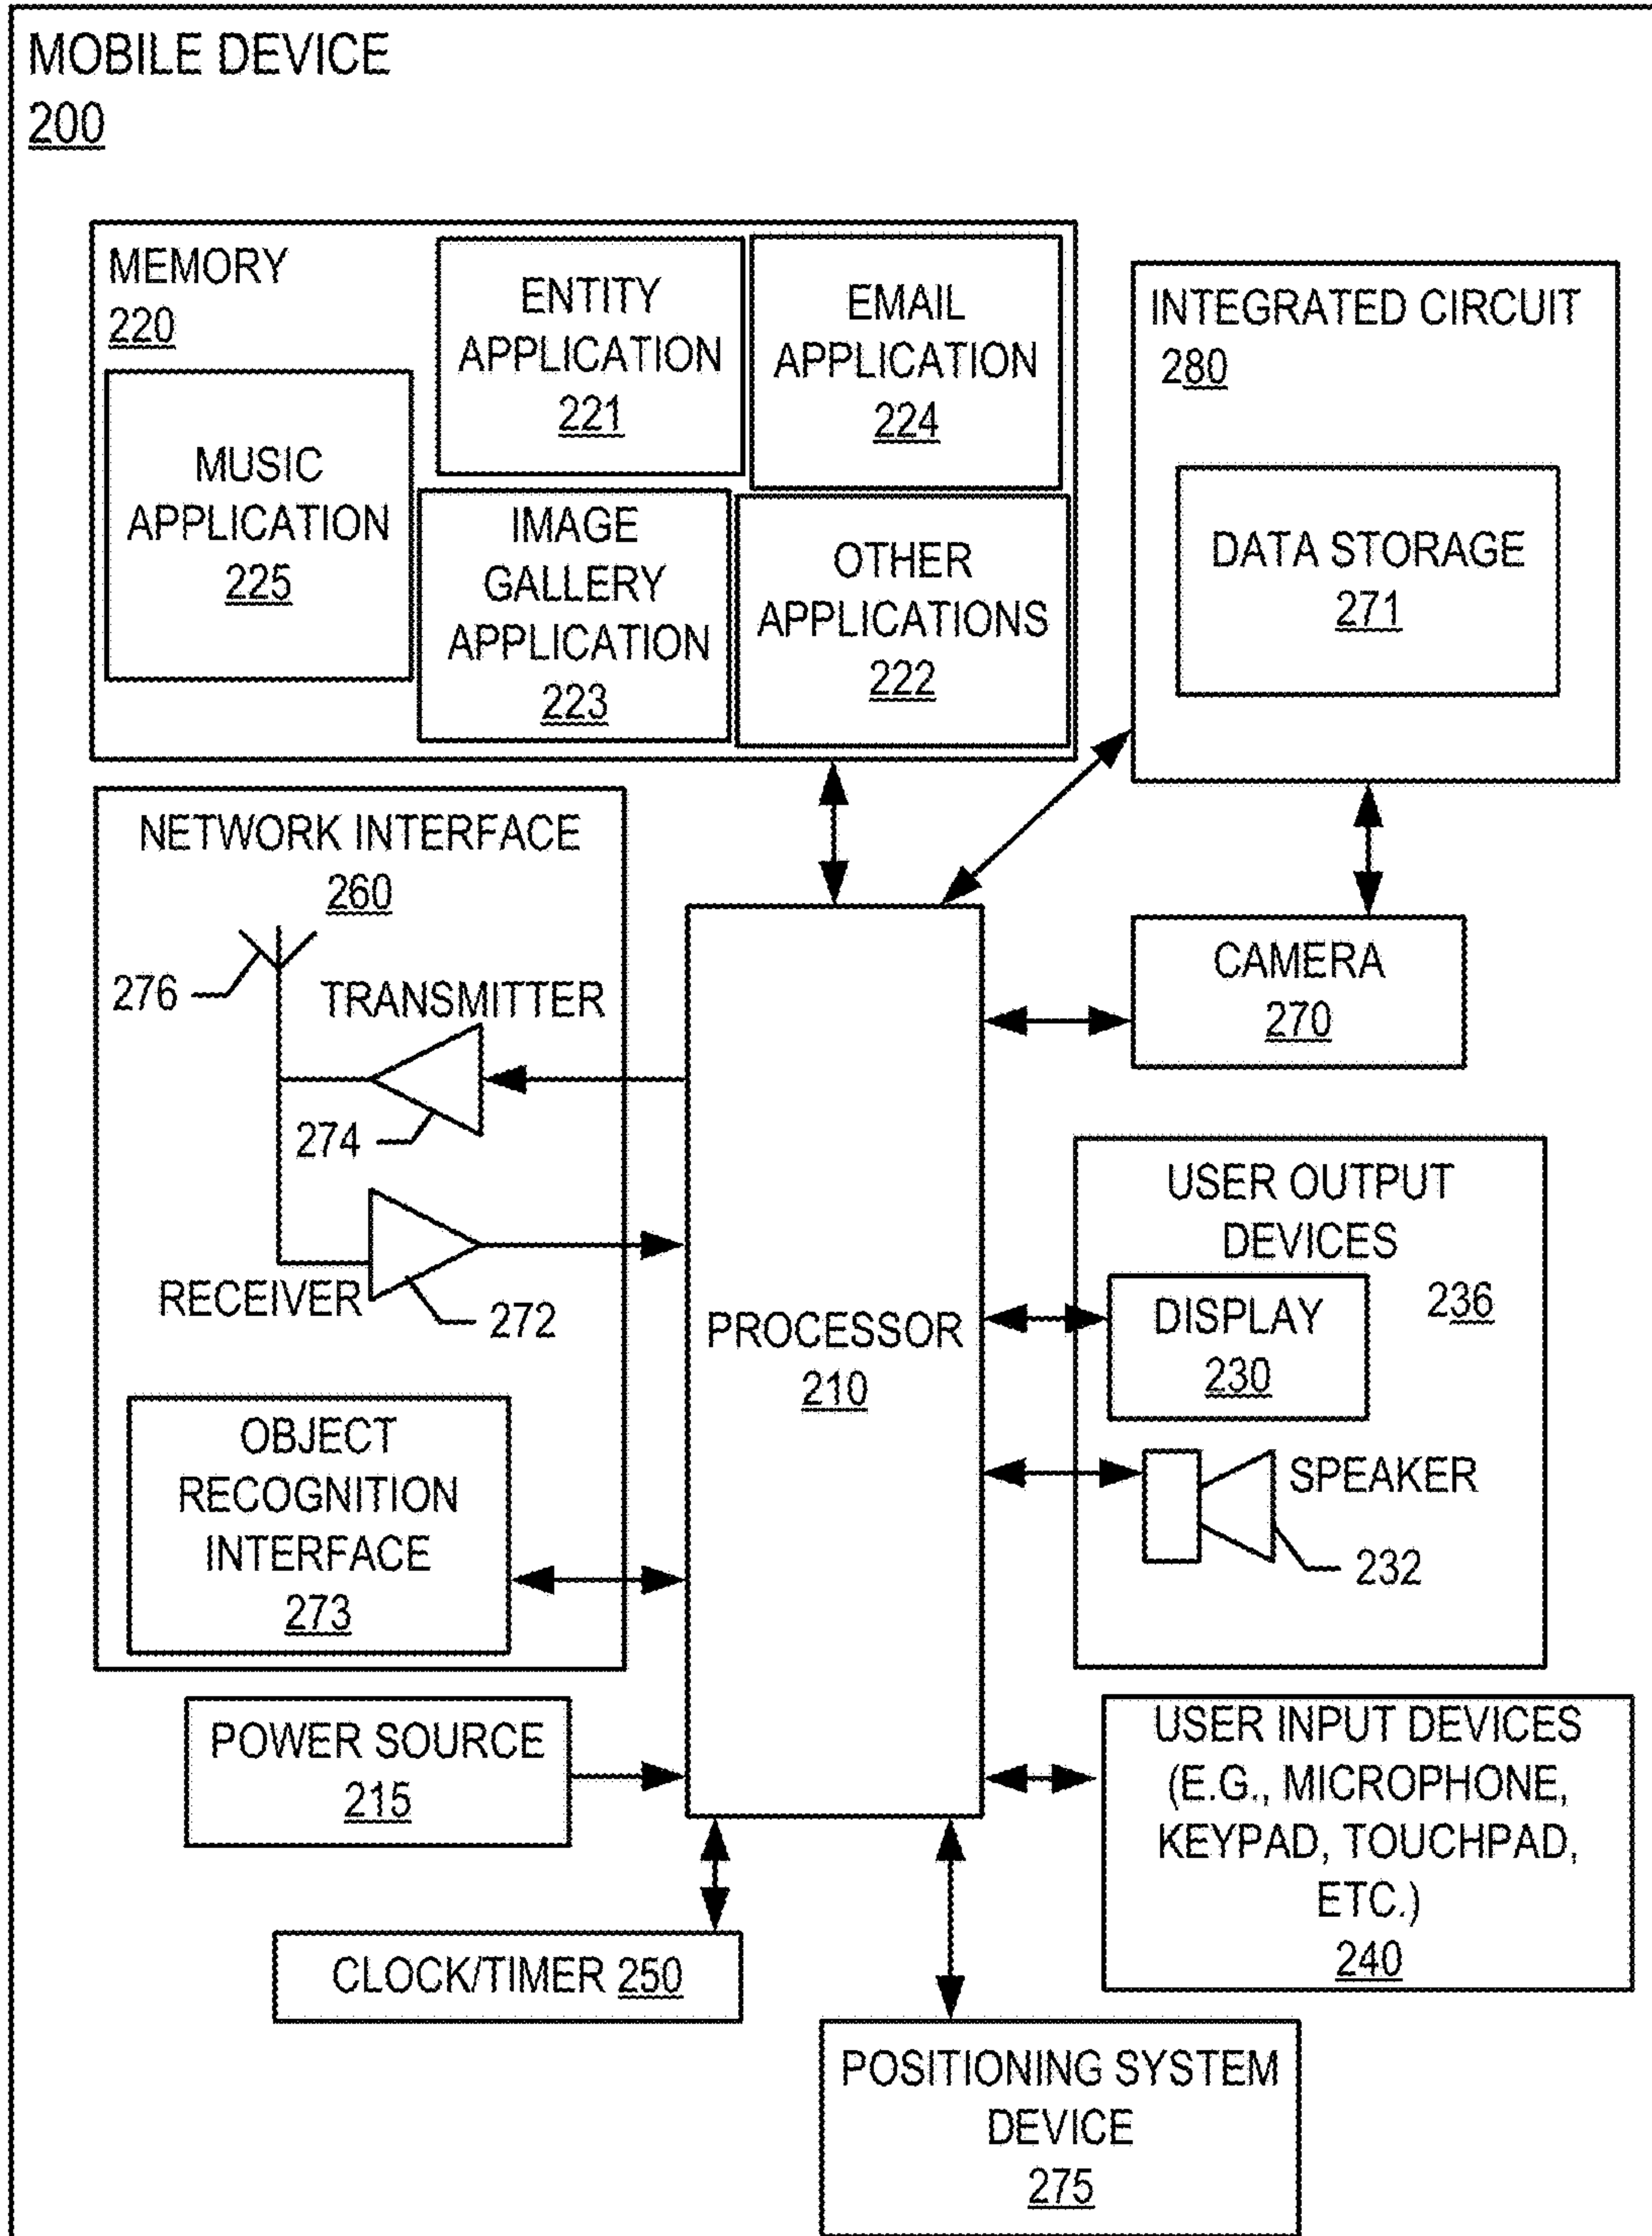 MOBILE DEVICE
200
MEMORY
220
ENTITY
APPLICATION
221
EMAIL
APPLICATION
224
MUSIC
APPLICATION
225
IMAGE
GALLERY
APPLICATION
223
OTHER
APPLICATIONS
222
INTEGRATED CIRCUIT
280
DATA STORAGE
271
NETWORK INTERFACE
260
276
TRANSMITTER
274
RECEIVER
272
OBJECT
RECOGNITION
INTERFACE
273
PROCESSOR
210
CAMERA
270
USER OUTPUT
DEVICES
236
DISPLAY
230
SPEAKER
232
POWER SOURCE
215
USER INPUT DEVICES
(E.G., MICROPHONE,
KEYPAD, TOUCHPAD,
ETC.)
240
CLOCK/TIMER 250
POSITIONING SYSTEM
DEVICE
275